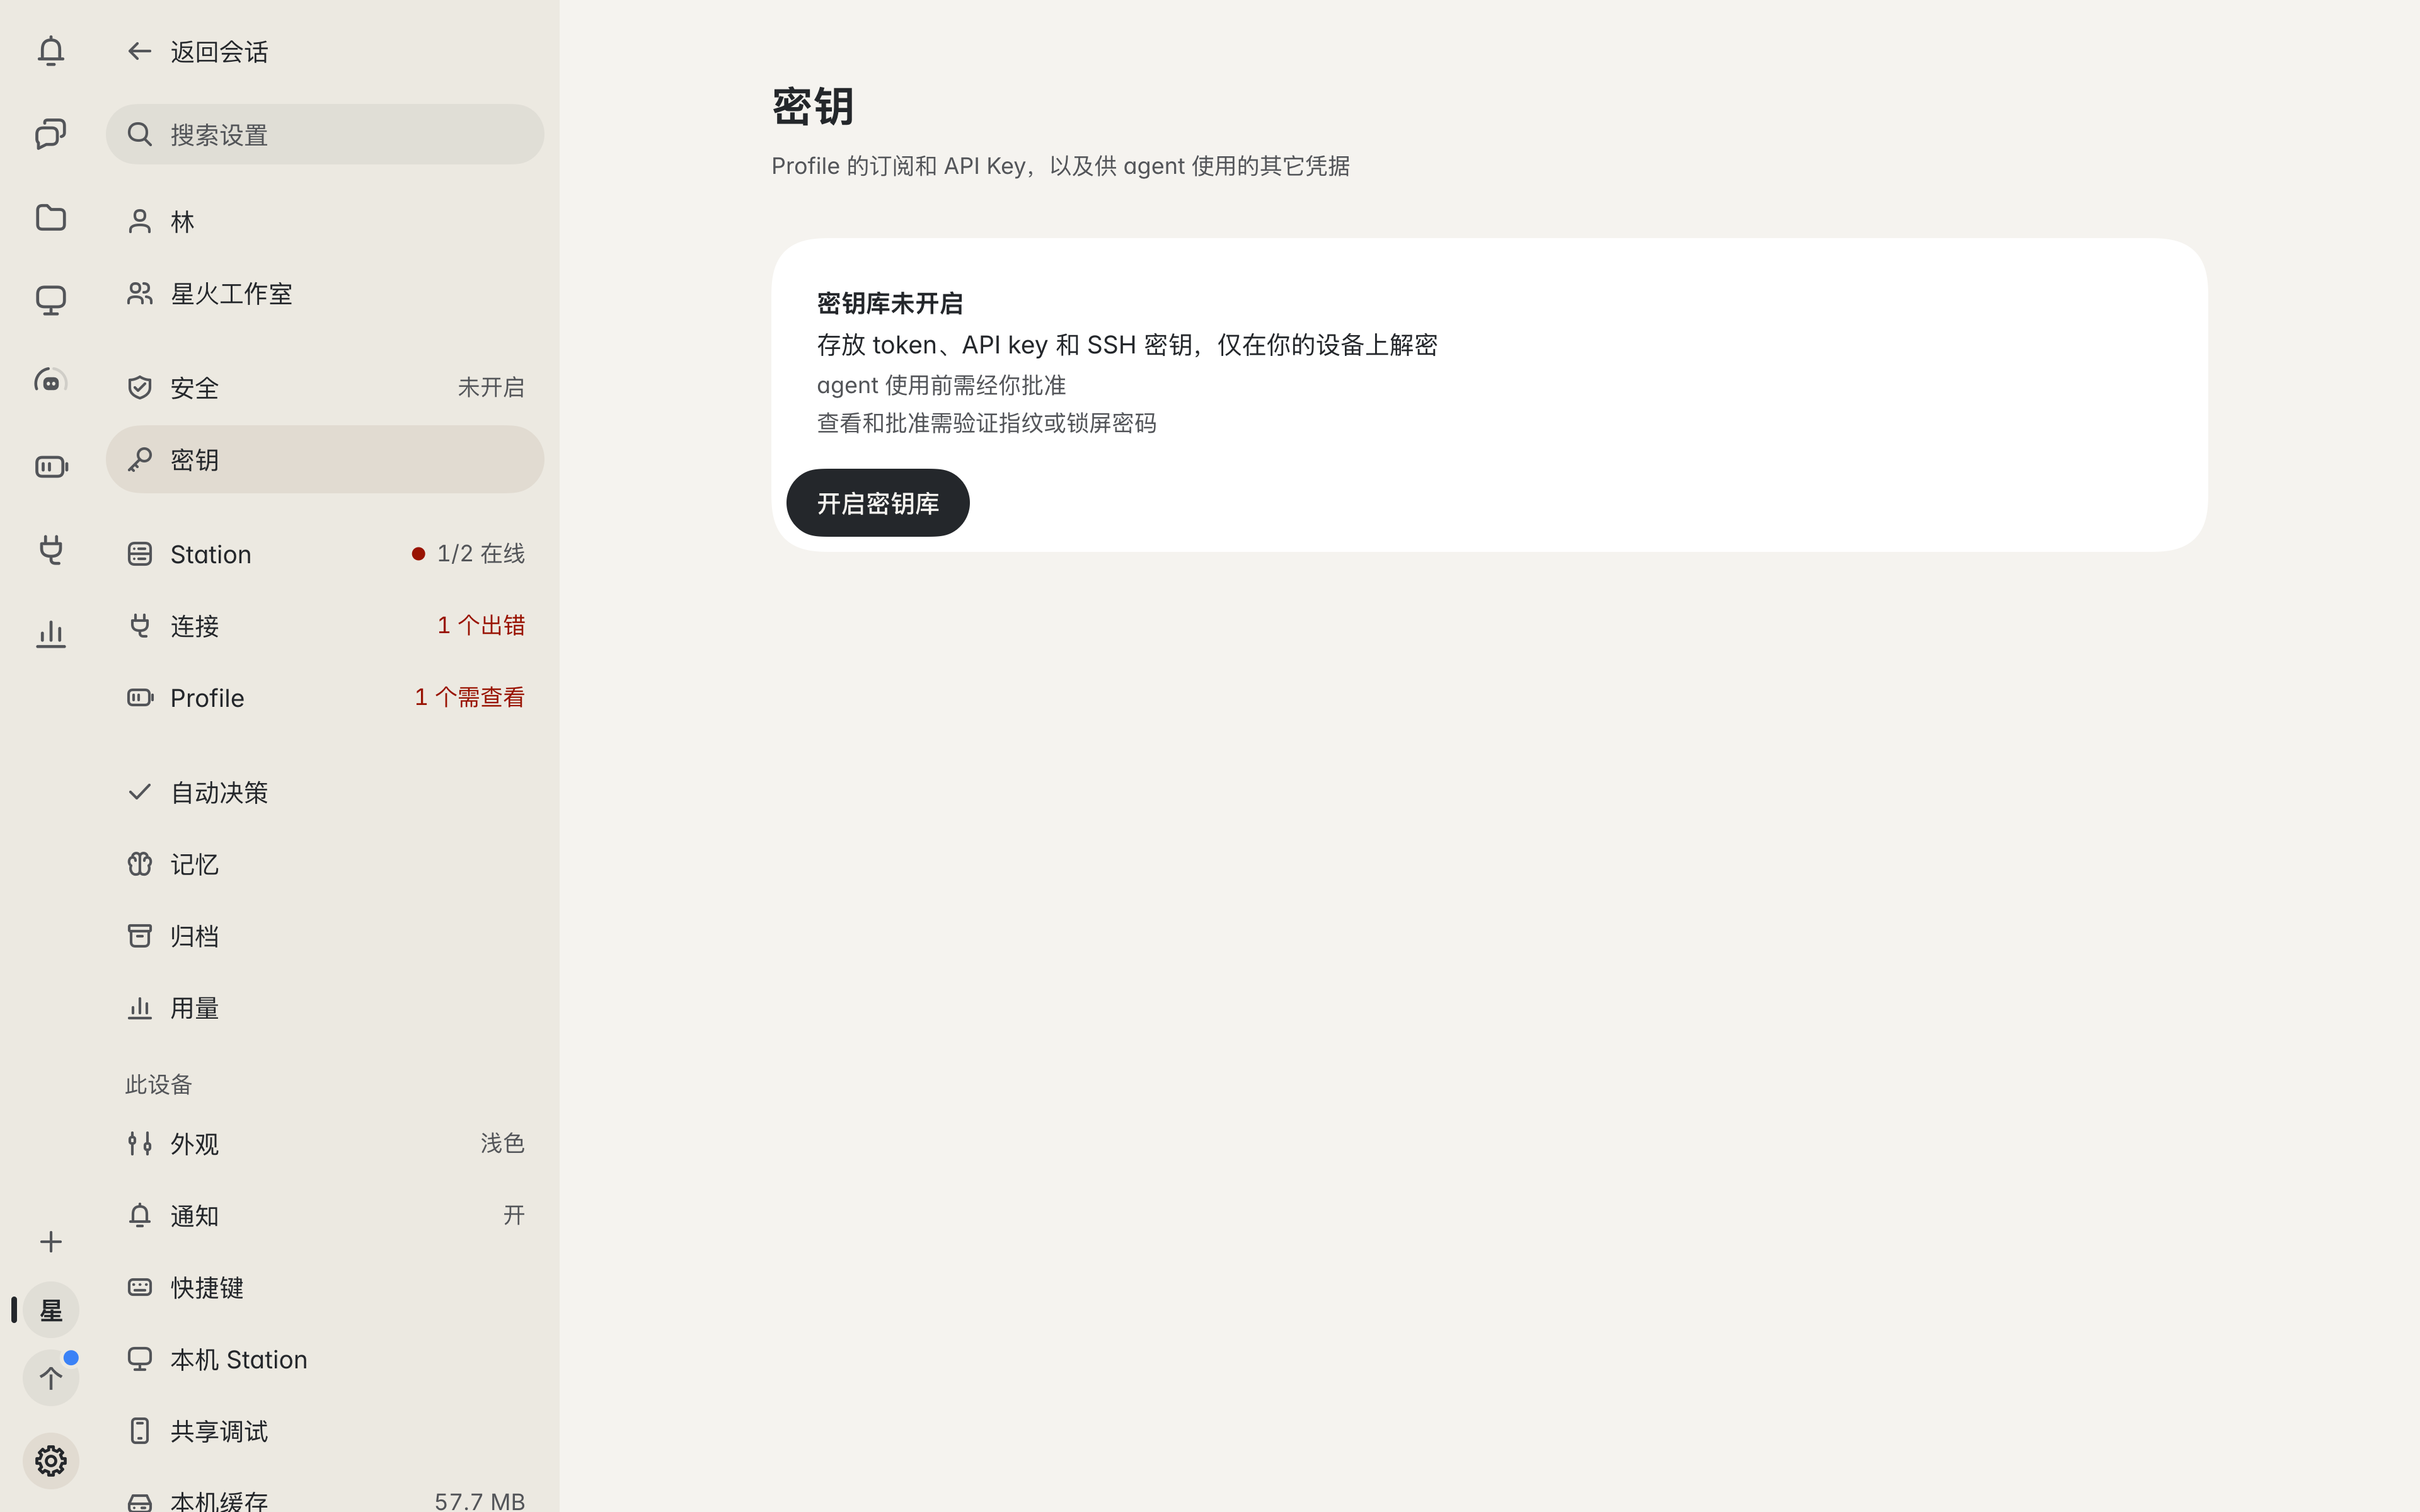 返回会话
搜索设置
林
星火工作室
安全 未开启
密钥
Station 1/2 在线
连接 1 个出错
Profile 1 个需查看
自动决策
记忆
归档
用量
此设备
外观 浅色
通知 开
快捷键
本机 Station
共享调试
本机缓存 57.7 MB
星
个
密钥
Profile 的订阅和 API Key，以及供 agent 使用的其它凭据
密钥库未开启
存放 token、API key 和 SSH 密钥，仅在你的设备上解密
agent 使用前需经你批准
查看和批准需验证指纹或锁屏密码
开启密钥库